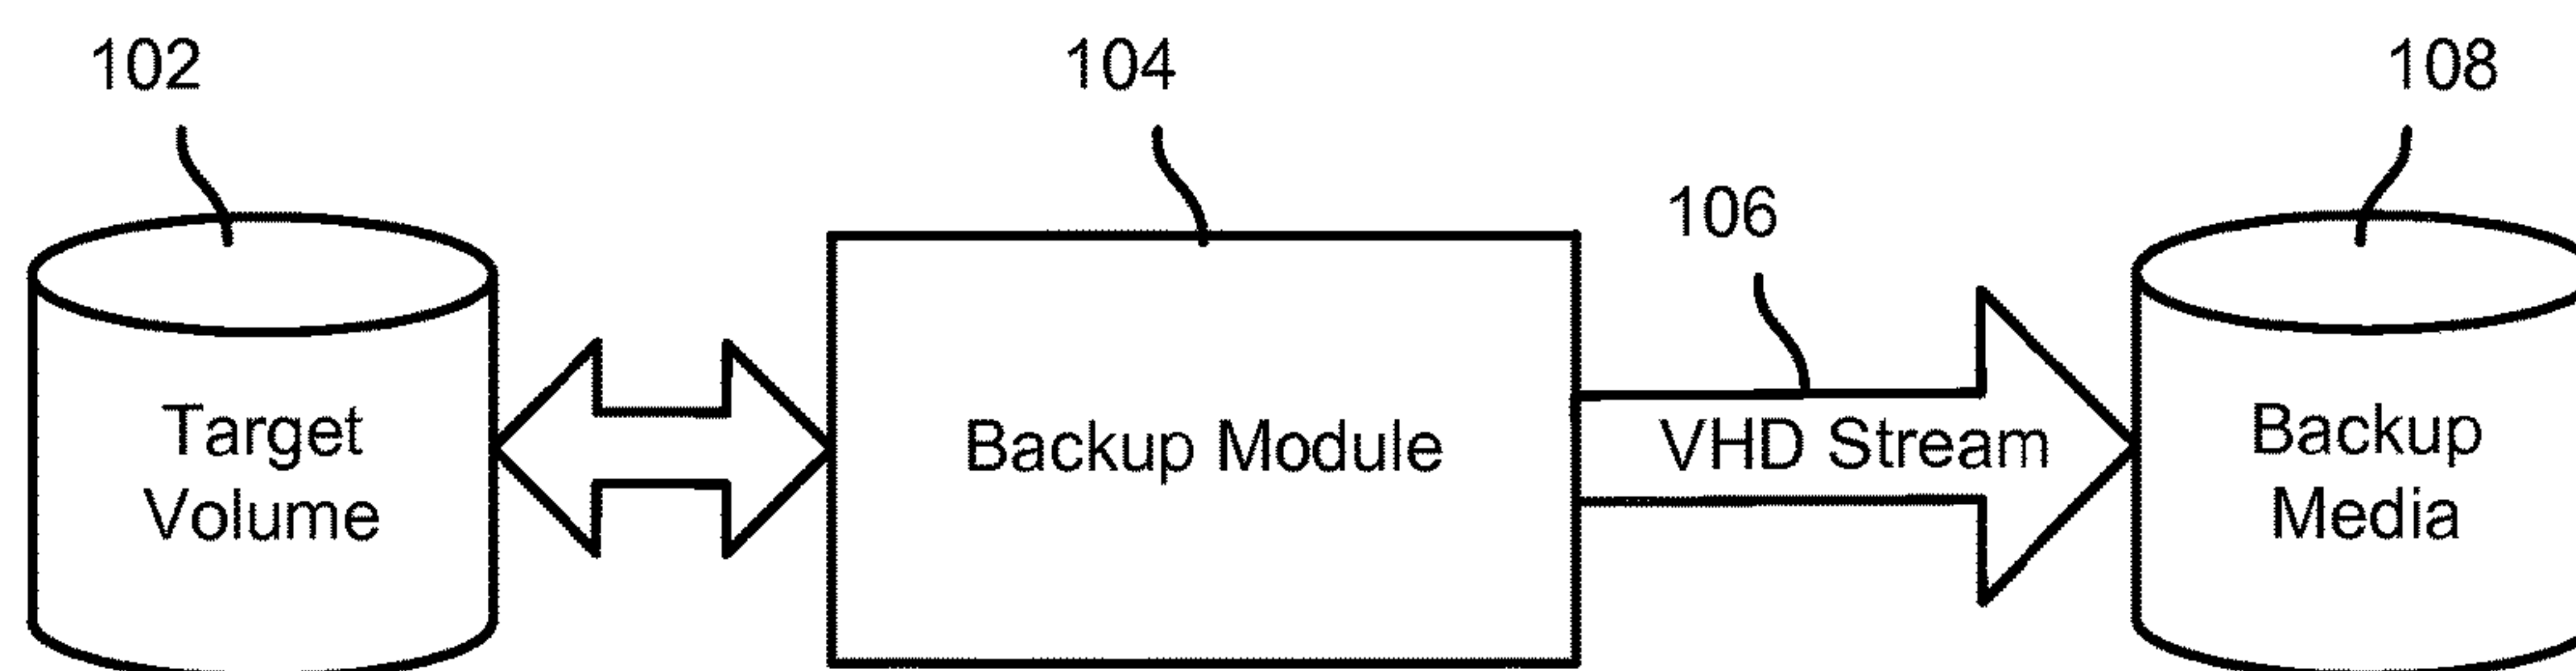 102
104
108
106
Target
Volume
Backup Module
VHD Stream
Backup
Media